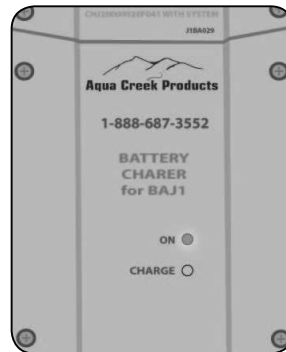 J1BA029
Aqua Creek Products
1-888-687-3552
BATTERY
CHARER
for BAJ1
ON
CHARGE